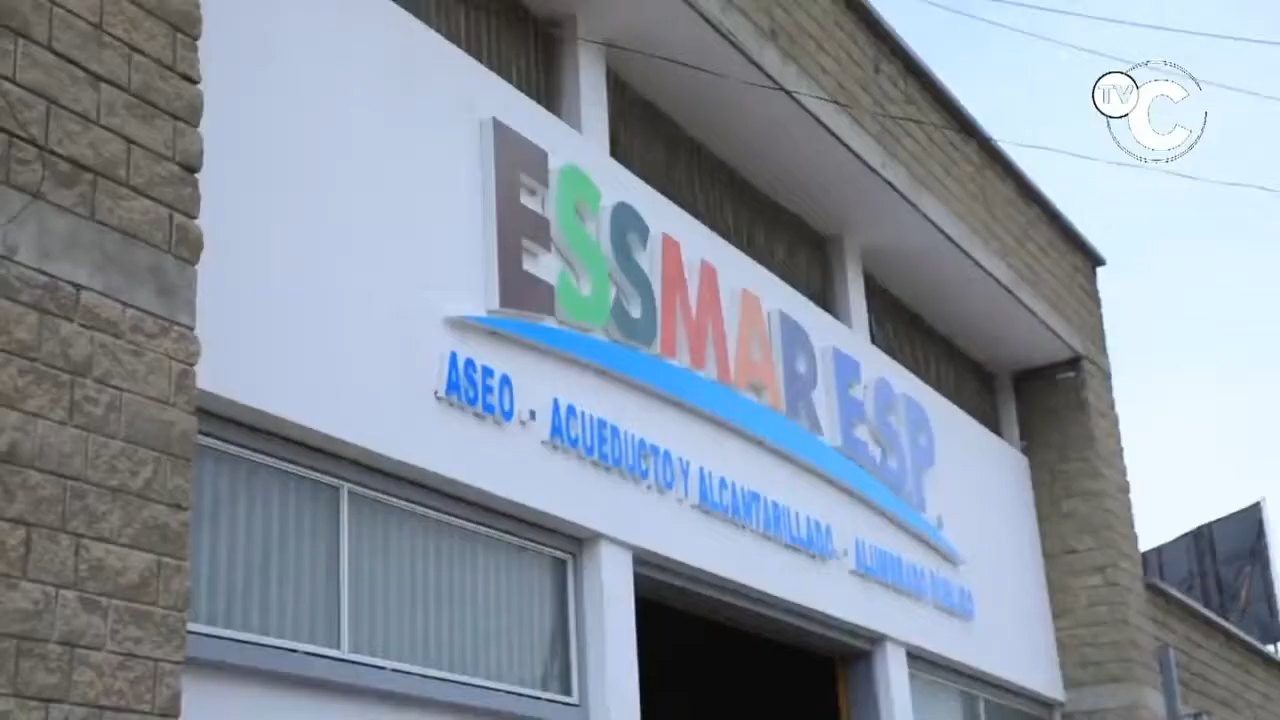 TV C
ESSMAR ESP
ASEO - ACUEDUCTO Y ALCANTARILLADO - ALUMBRADO PÚBLICO